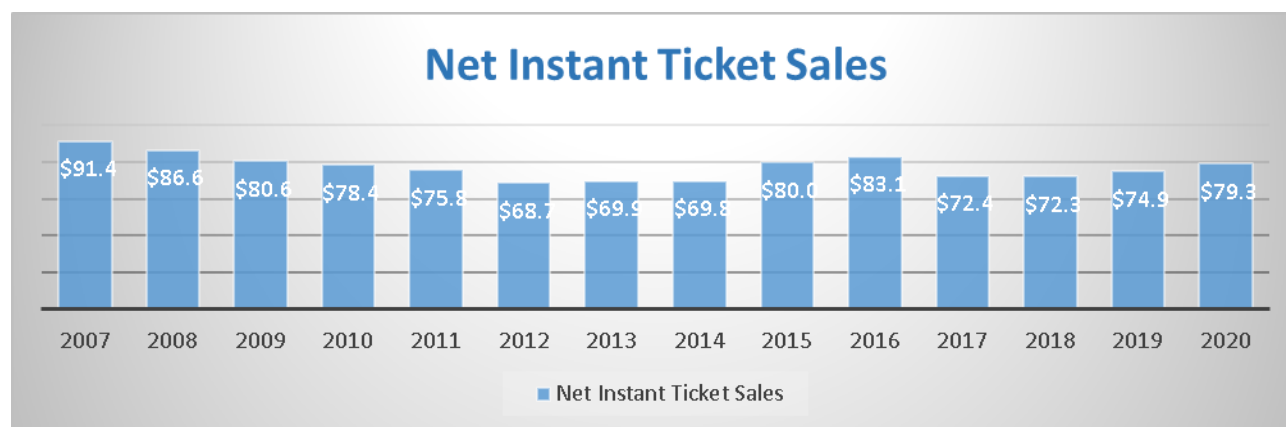 Net Instant Ticket Sales
$91.4 $86.6 $80.6 $78.4 $75.8 $68.7 $69.9 $69.8 $80.0 $83.1 $72.4 $72.3 $74.9 $79.3
2007 2008 2009 2010 2011 2012 2013 2014 2015 2016 2017 2018 2019 2020
Net Instant Ticket Sales